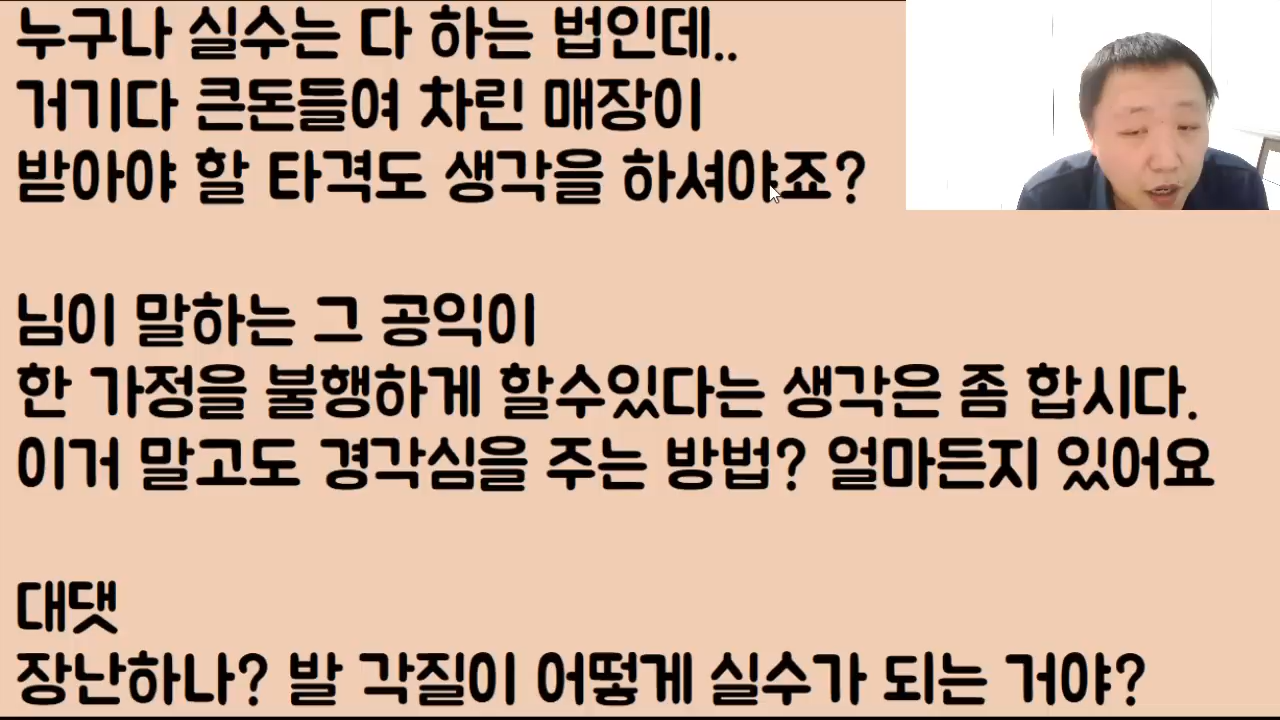 누구나 실수는 다 하는 법인데..
거기다 큰돈들여 차린 매장이
받아야 할 타격도 생각을 하셔야죠?
님이 말하는 그 공익이
한 가정을 불행하게 할수있다는 생각은 좀 합시다.
이거 말고도 경각심을 주는 방법? 얼마든지 있어요
대댓
장난하나? 발 각질이 어떻게 실수가 되는 거야?